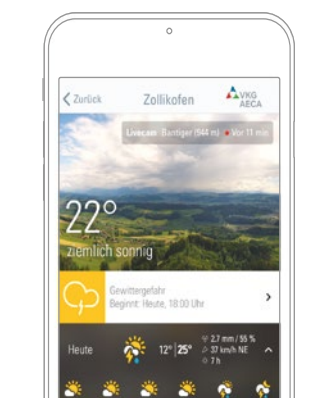 Zurück
Zollikofen
VKG
AECA
Livecam Bantiger (944 m) • Vor 11 min
22°
ziemlich sonnig
Gewittergefahr
Beginnt: Heute, 18:00 Uhr
Heute
12° | 25°
2.7 mm / 55 %
37 km/h NE
7 h